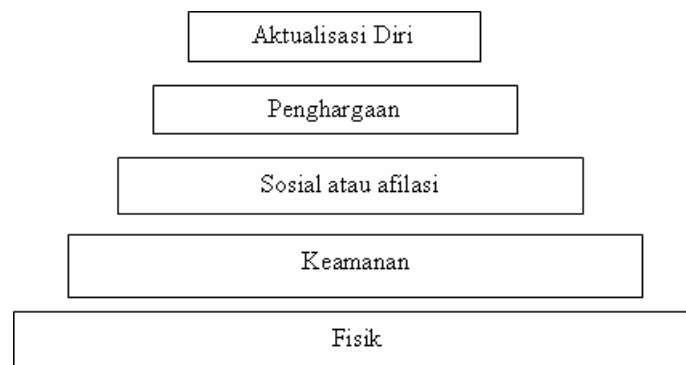 Aktualisasi Diri
Penghargaan
Sosial atau afilasi
Keamanan
Fisik